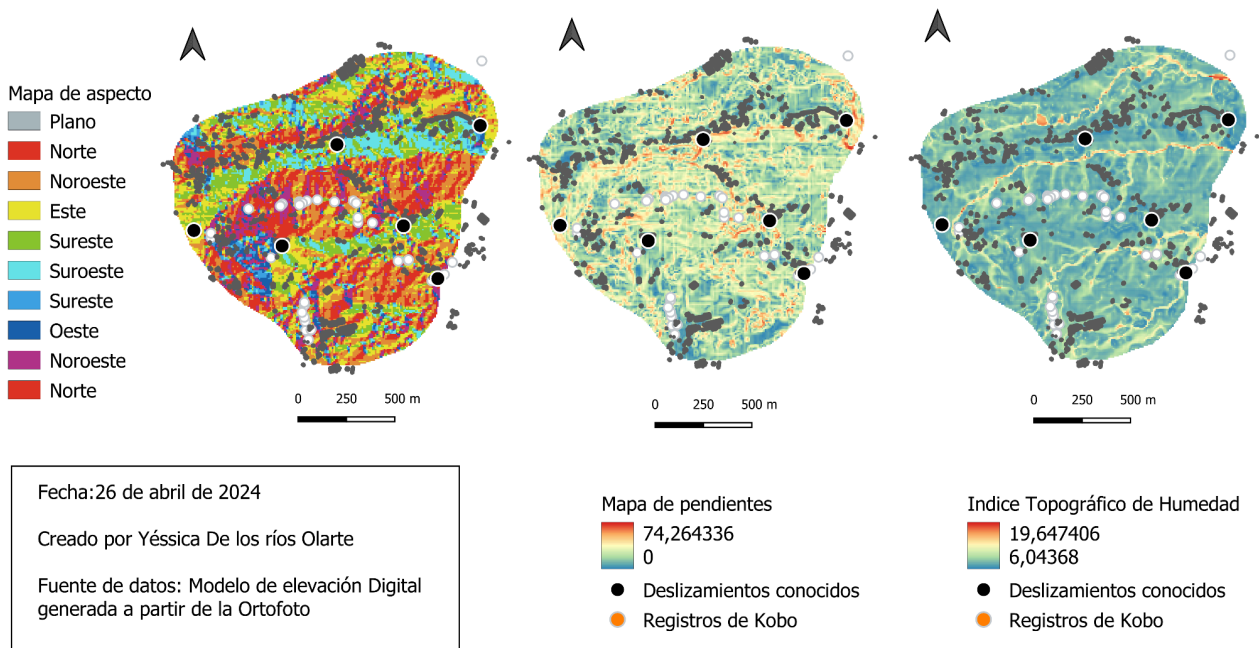 Mapa de aspecto
Plano
Norte
Noroeste
Este
Sureste
Suroeste
Sureste
Oeste
Noroeste
Norte
0 250 500 m
0 250 500 m
0 250 500 m
Fecha:26 de abril de 2024
Creado por Yéssica De los ríos Olarte
Fuente de datos: Modelo de elevación Digital
generada a partir de la Ortofoto
Mapa de pendientes
74,264336
0
Deslizamientos conocidos
Registros de Kobo
Indice Topográfico de Humedad
19,647406
6,04368
Deslizamientos conocidos
Registros de Kobo